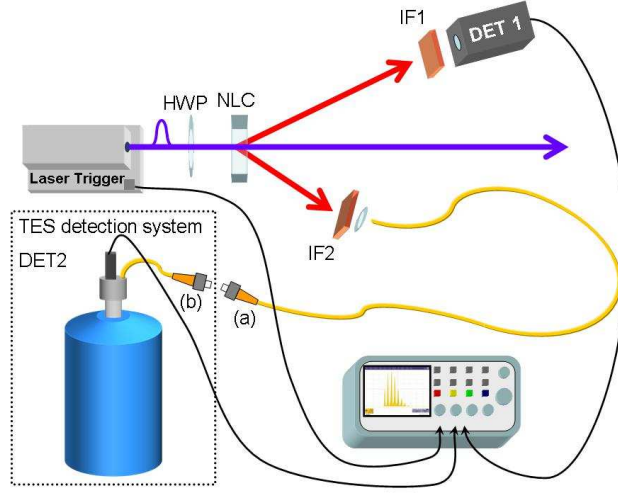 IF1
DET 1
HWP
NLC
Laser Trigger
TES detection system
DET2
IF2
(b)
(a)